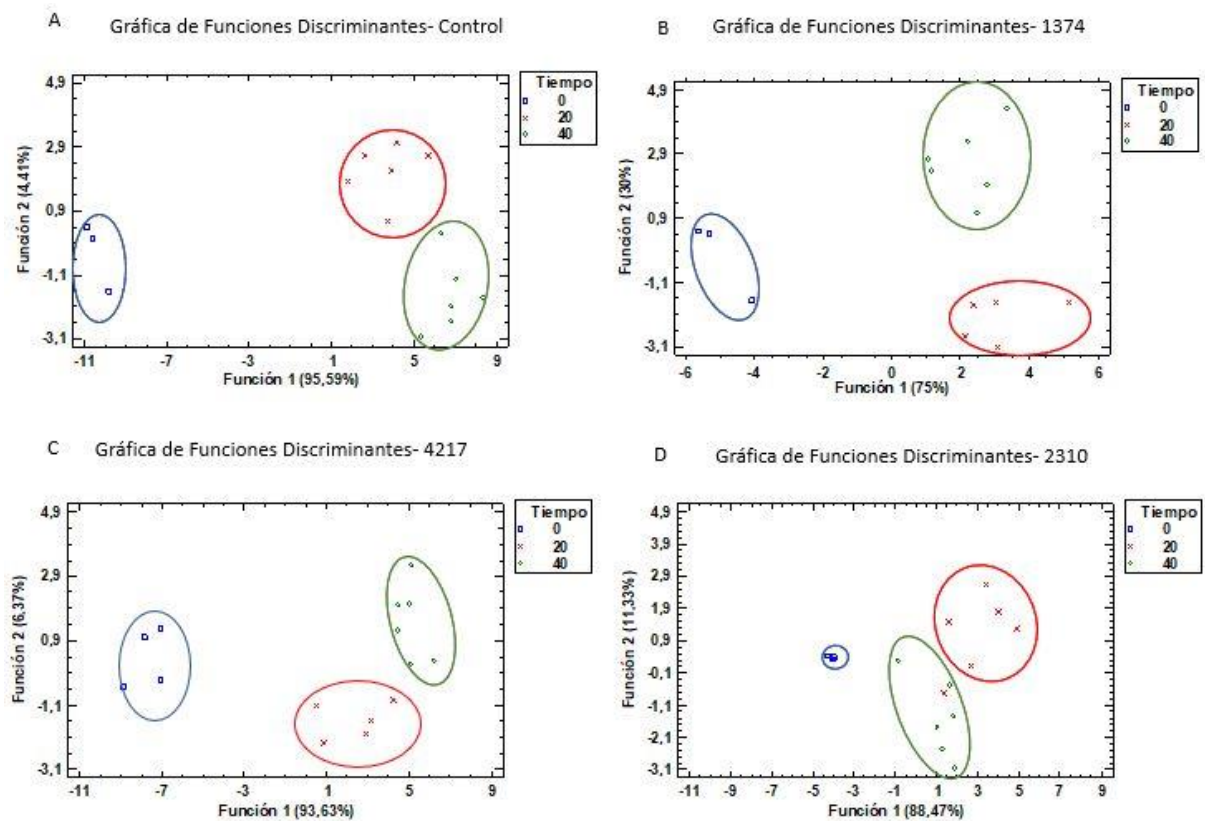 A
Gráfica de Funciones Discriminantes- Control
4,9
2,9
0,9
-1,1
-3,1
Función 2 (4,41%)
-11 -7 -3 1 5 9
Función 1 (95,59%)
Tiempo
0
20
40
B
Gráfica de Funciones Discriminantes- 1374
4,9
2,9
0,9
-1,1
-3,1
Función 2 (30%)
-6 -4 -2 0 2 4 6
Función 1 (75%)
Tiempo
0
20
40
C
Gráfica de Funciones Discriminantes- 4217
4,9
2,9
0,9
-1,1
-3,1
Función 2 (6,37%)
-11 -7 -3 1 5 9
Función 1 (93,63%)
Tiempo
0
20
40
D
Gráfica de Funciones Discriminantes- 2310
4,9
3,9
2,9
1,9
0,9
-0,1
-1,1
-2,1
-3,1
Función 2 (11,33%)
-11 -9 -7 -5 -3 -1 1 3 5 7 9
Función 1 (88,47%)
Tiempo
0
20
40